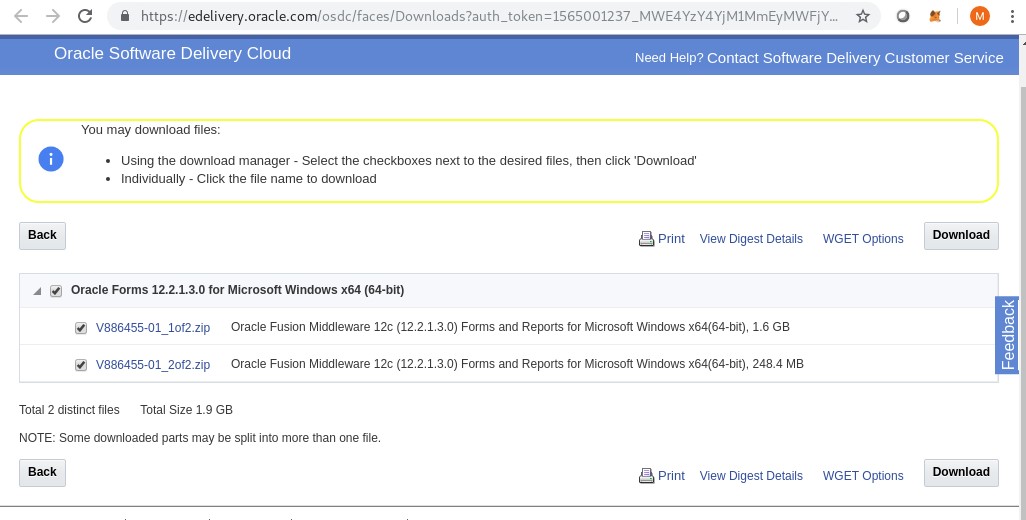 https://edelivery.oracle.com/osdc/faces/Downloads?auth_token=1565001237_MWE4YzY4YjM1MmEyMWFjY...
M
Oracle Software Delivery Cloud
Need Help? Contact Software Delivery Customer Service
You may download files:
• Using the download manager - Select the checkboxes next to the desired files, then click 'Download'
• Individually - Click the file name to download
Back
Print View Digest Details WGET Options Download
Oracle Forms 12.2.1.3.0 for Microsoft Windows x64 (64-bit)
V886455-01_1of2.zip Oracle Fusion Middleware 12c (12.2.1.3.0) Forms and Reports for Microsoft Windows x64(64-bit), 1.6 GB
V886455-01_2of2.zip Oracle Fusion Middleware 12c (12.2.1.3.0) Forms and Reports for Microsoft Windows x64(64-bit), 248.4 MB
Feedback
Total 2 distinct files Total Size 1.9 GB
NOTE: Some downloaded parts may be split into more than one file.
Back
Print View Digest Details WGET Options Download